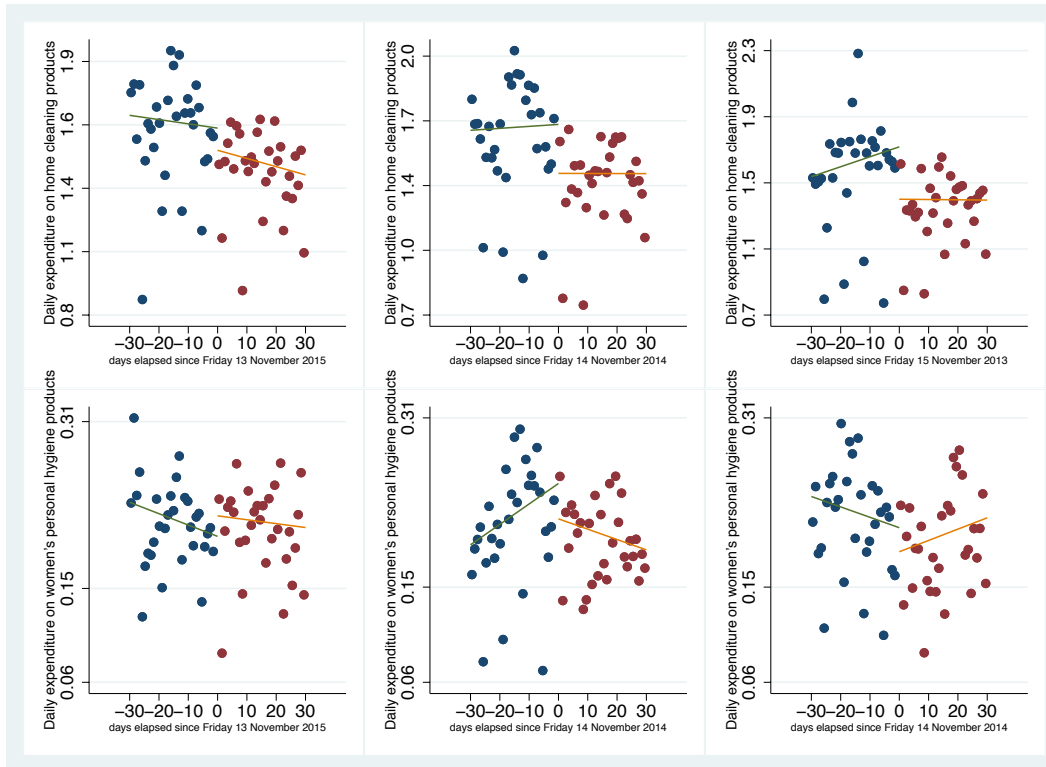 Daily expenditure on home cleaning products
1.9
1.6
1.4
1.1
0.8
−30 −20 −10 0 10 20 30
days elapsed since Friday 13 November 2015
Daily expenditure on home cleaning products
2.0
1.7
1.4
1.0
0.7
−30 −20 −10 0 10 20 30
days elapsed since Friday 14 November 2014
Daily expenditure on home cleaning products
2.3
1.9
1.5
1.1
0.7
−30 −20 −10 0 10 20 30
days elapsed since Friday 15 November 2013
Daily expenditure on women's personal hygiene products
0.31
0.15
0.06
−30 −20 −10 0 10 20 30
days elapsed since Friday 13 November 2015
Daily expenditure on women's personal hygiene products
0.31
0.15
0.06
−30 −20 −10 0 10 20 30
days elapsed since Friday 14 November 2014
Daily expenditure on women's personal hygiene products
0.31
0.15
0.06
−30 −20 −10 0 10 20 30
days elapsed since Friday 14 November 2014